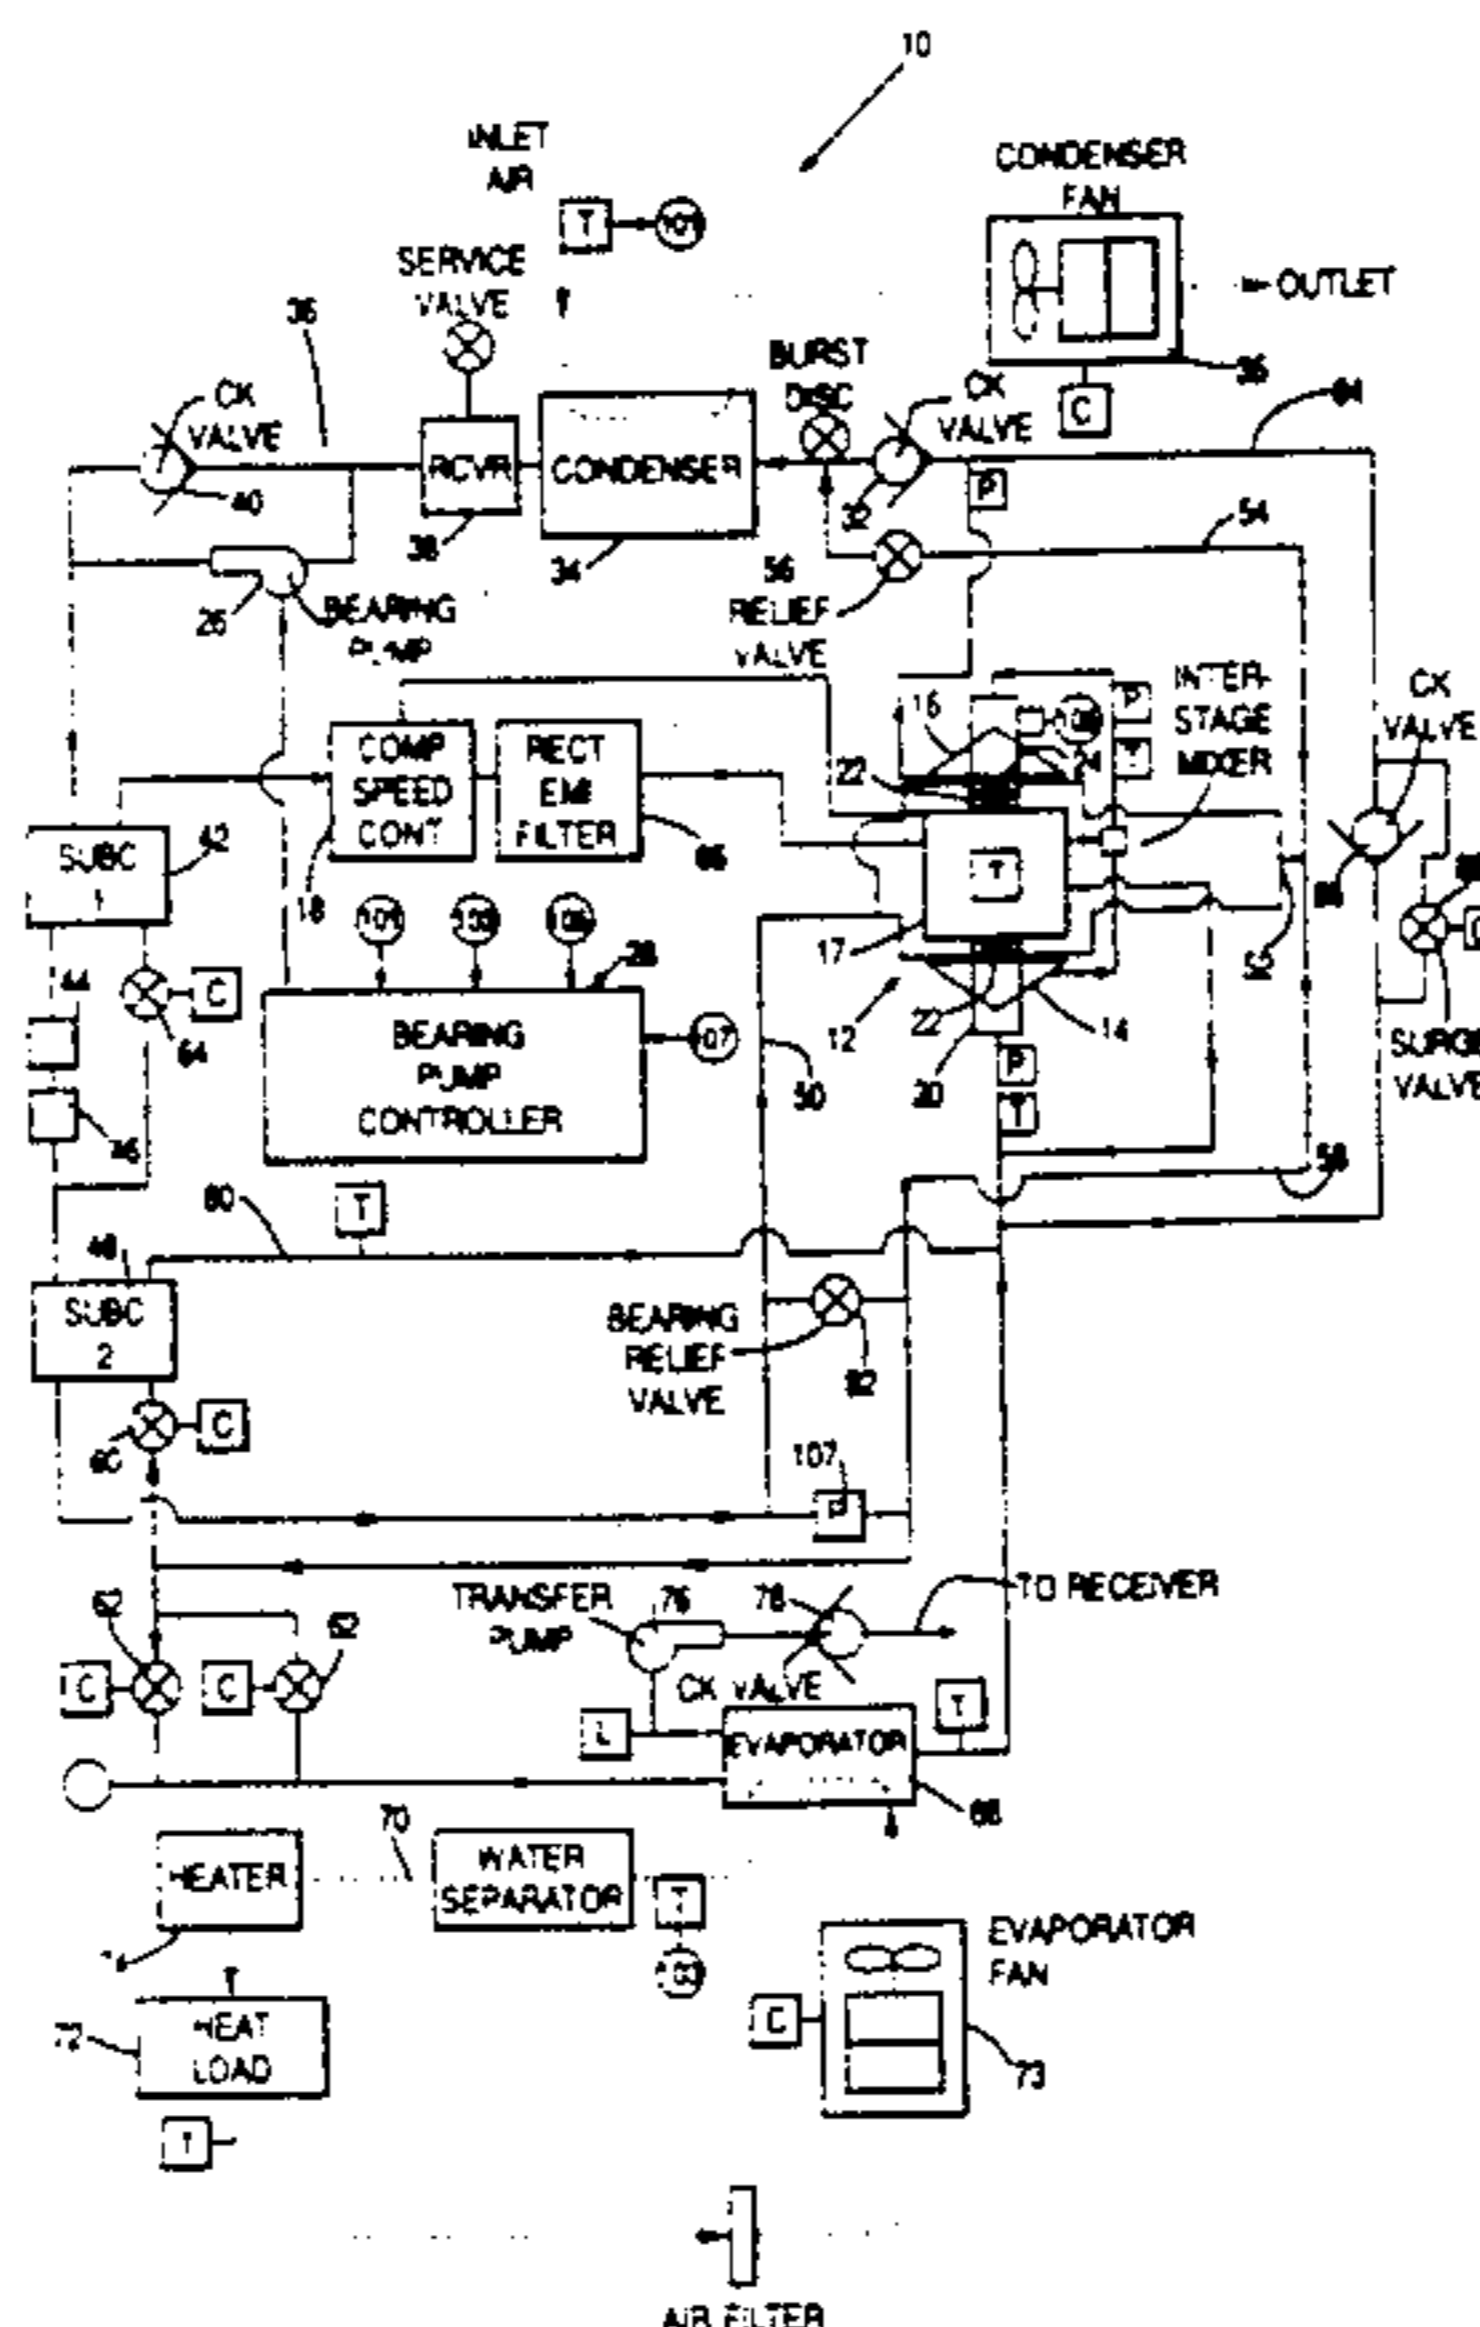 10
INLET
AIR
CONDENSER
FAN
T
SERVICE
VALVE
OUTLET
36
BURST
DISC
CK
VALVE
CK
VALVE
C
RCVR
CONDENSER
P
40
38
34
54
56
RELIEF
VALVE
26
BEARING
PUMP
INTER-
STAGE
MIXER
CK
VALVE
P
T
16
22
24
COMP
SPEED
CONT
RECT
EMI
FILTER
SUBC
1
42
18
T
17
101
44
C
64
28
BEARING
PUMP
CONTROLLER
107
12
22
20
14
50
P
T
SURGE
VALVE
46
T
58
48
SUBC
2
BEARING
RELIEF
VALVE
C
60
107
P
TRANSFER
PUMP
76
78
TO RECEIVER
62
62
C
C
CK VALVE
T
L
EVAPORATOR
70
HEATER
WATER
SEPARATOR
T
EVAPORATOR
FAN
C
72
HEAT
LOAD
73
T
AIR FILTER